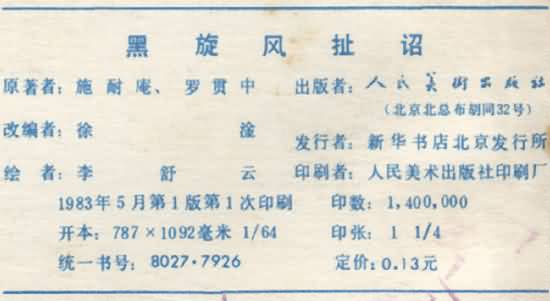 黑旋风扯诏
原著者：施耐庵、罗贯中
出版者：人民美术出版社
（北京北总布胡同32号）
改编者：徐淦
发行者：新华书店北京发行所
绘者：李舒云
印刷者：人民美术出版社印刷厂
1983年5月第1版第1次印刷
印数：1,400,000
开本：787×1092毫米 1/64
印张：1 1/4
统一书号：8027·7926
定价：0.13元